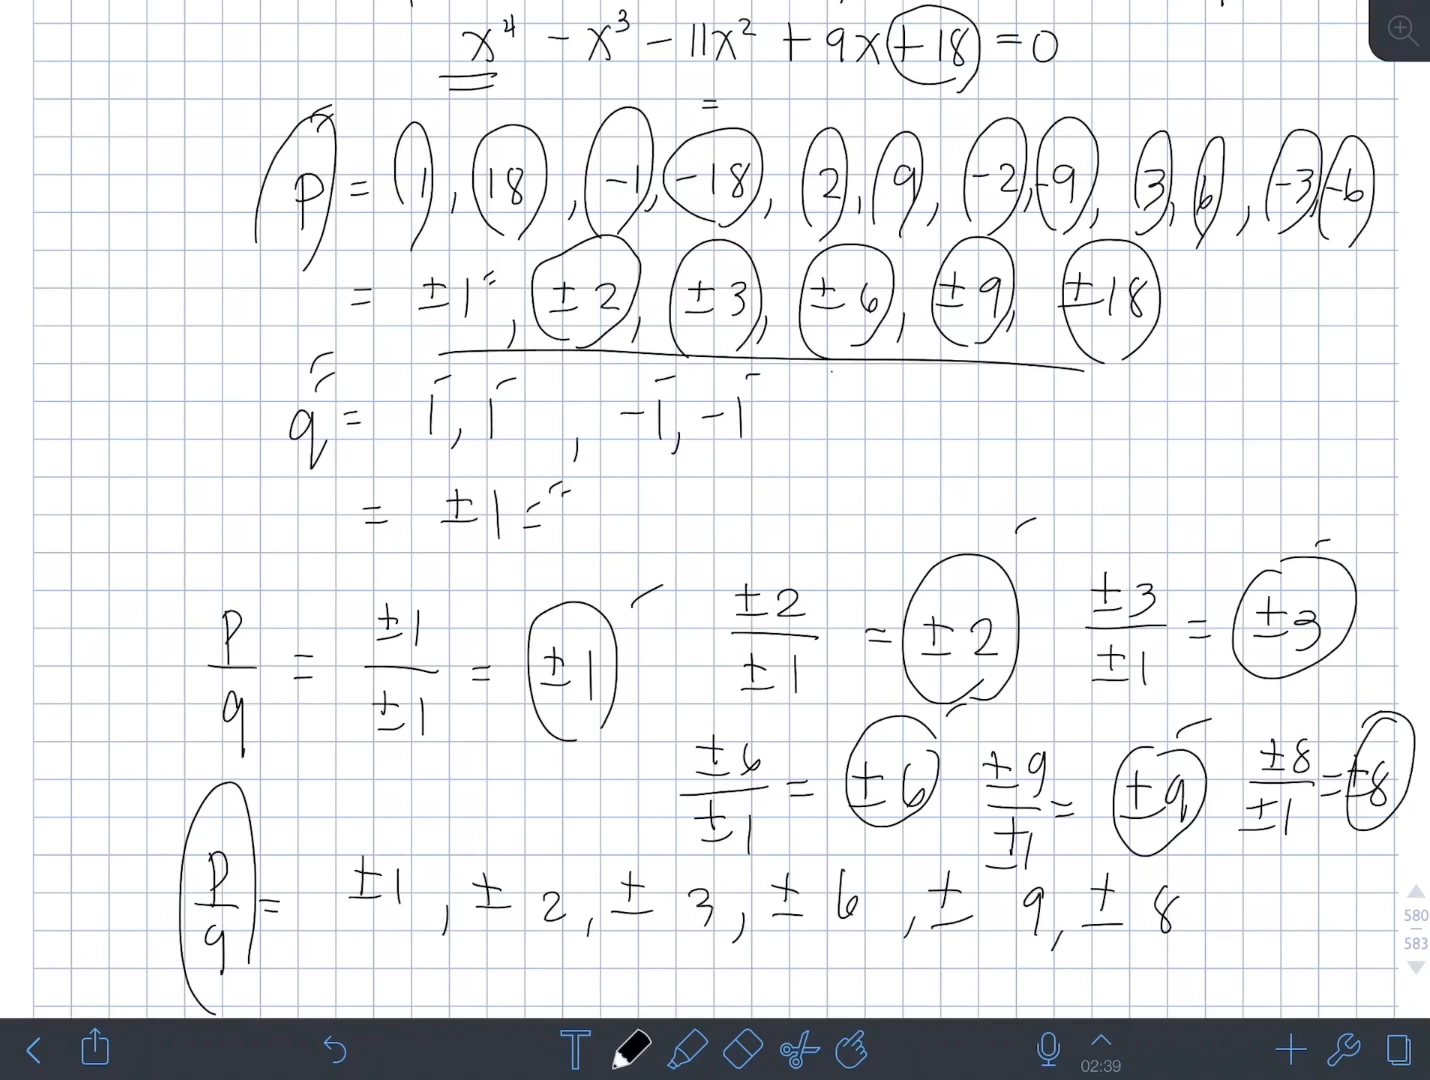 x⁴ - x³ - 11x² + 9x + 18 = 0
=
p = 1, 18, -1, -18, 2, 9, -2, -9, 3, 6, -3, -6
= ±1, ±2, ±3, ±6, ±9, ±18
q = 1, 1, -1, -1
= ±1 =
p/q = ±1/±1 = ±1 ±2/±1 = ±2 ±3/±1 = ±3
±6/±1 = ±6 ±9/±1 = ±9 ±8/±1 = ±8
p/q = ±1, ±2, ±3, ±6, ±9, ±8
580
583
T
02:39